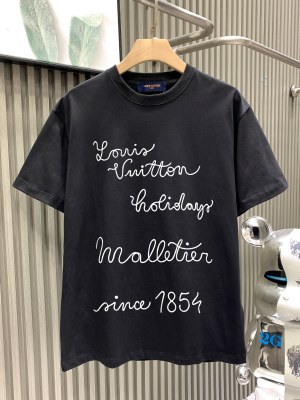 Louis
Vuitton
holidays
Malletier
since 1854